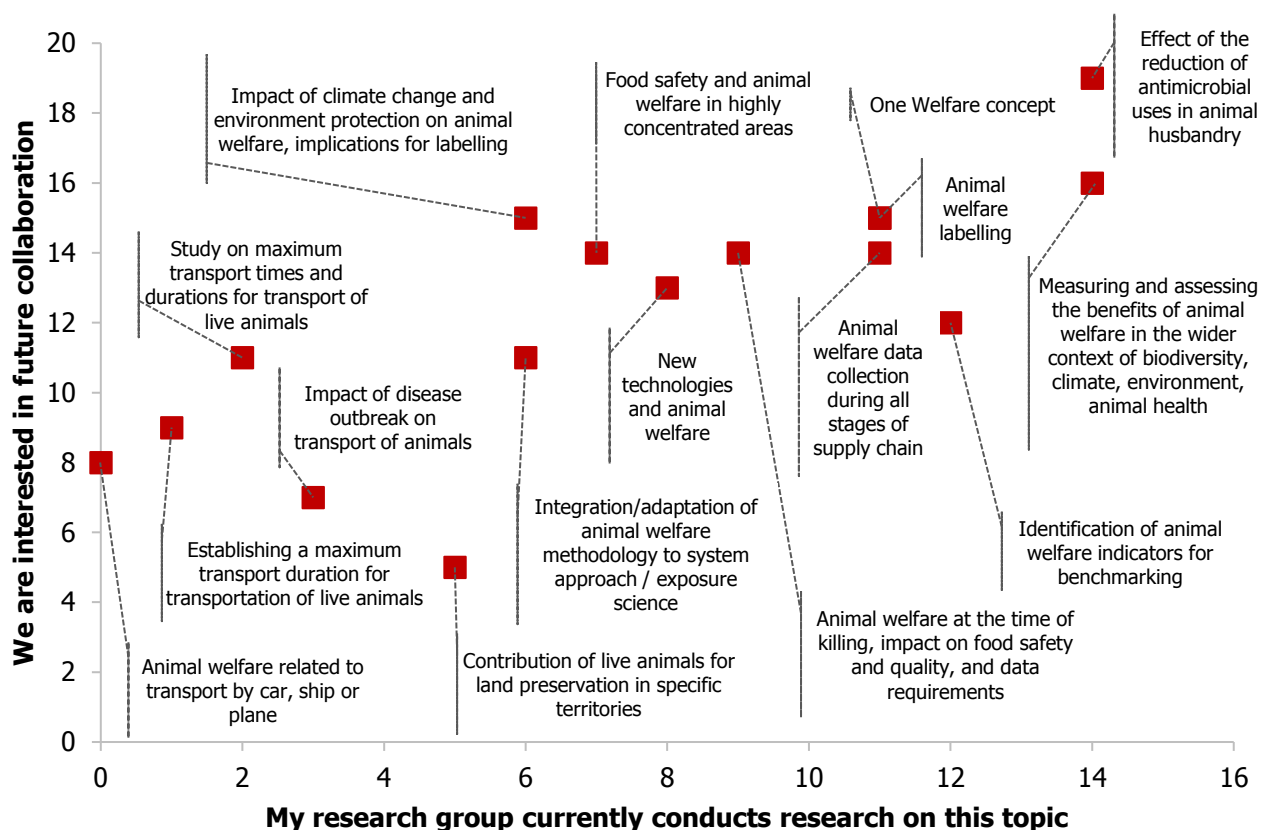 We are interested in future collaboration
20
18
16
14
12
10
8
6
4
2
0
Impact of climate change and
environment protection on animal
welfare, implications for labelling
Food safety and animal
welfare in highly
concentrated areas
One Welfare concept
Effect of the
reduction of
antimicrobial
uses in animal
husbandry
Animal
welfare
labelling
Study on maximum
transport times and
durations for transport of
live animals
Measuring and assessing
the benefits of animal
welfare in the wider
context of biodiversity,
climate, environment,
animal health
Impact of disease
outbreak on
transport of animals
New
technologies
and animal
welfare
Animal
welfare data
collection
during all
stages of
supply chain
Establishing a maximum
transport duration for
transportation of live animals
Integration/adaptation of
animal welfare
methodology to system
approach / exposure
science
Identification of animal
welfare indicators for
benchmarking
Animal welfare related to
transport by car, ship or
plane
Contribution of live animals for
land preservation in specific
territories
Animal welfare at the time of
killing, impact on food safety
and quality, and data
requirements
0 2 4 6 8 10 12 14 16
My research group currently conducts research on this topic